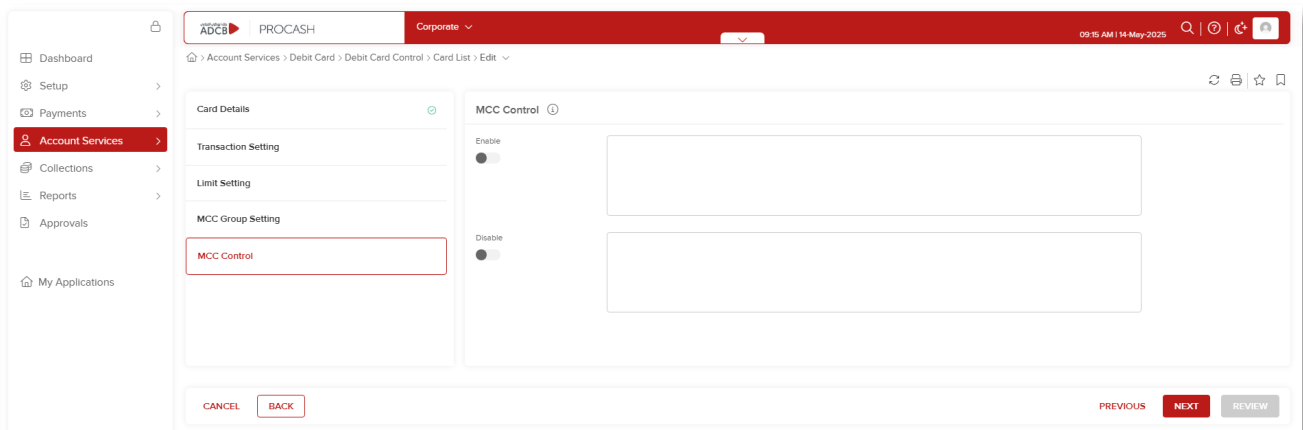 ADCB
PROCASH
Corporate
09:15 AM | 14-May-2025
Account Services > Debit Card > Debit Card Control > Card List > Edit
Dashboard
Setup
Payments
Account Services
Collections
Reports
Approvals
My Applications
Card Details
Transaction Setting
Limit Setting
MCC Group Setting
MCC Control
MCC Control
Enable
Disable
CANCEL
BACK
PREVIOUS
NEXT
REVIEW